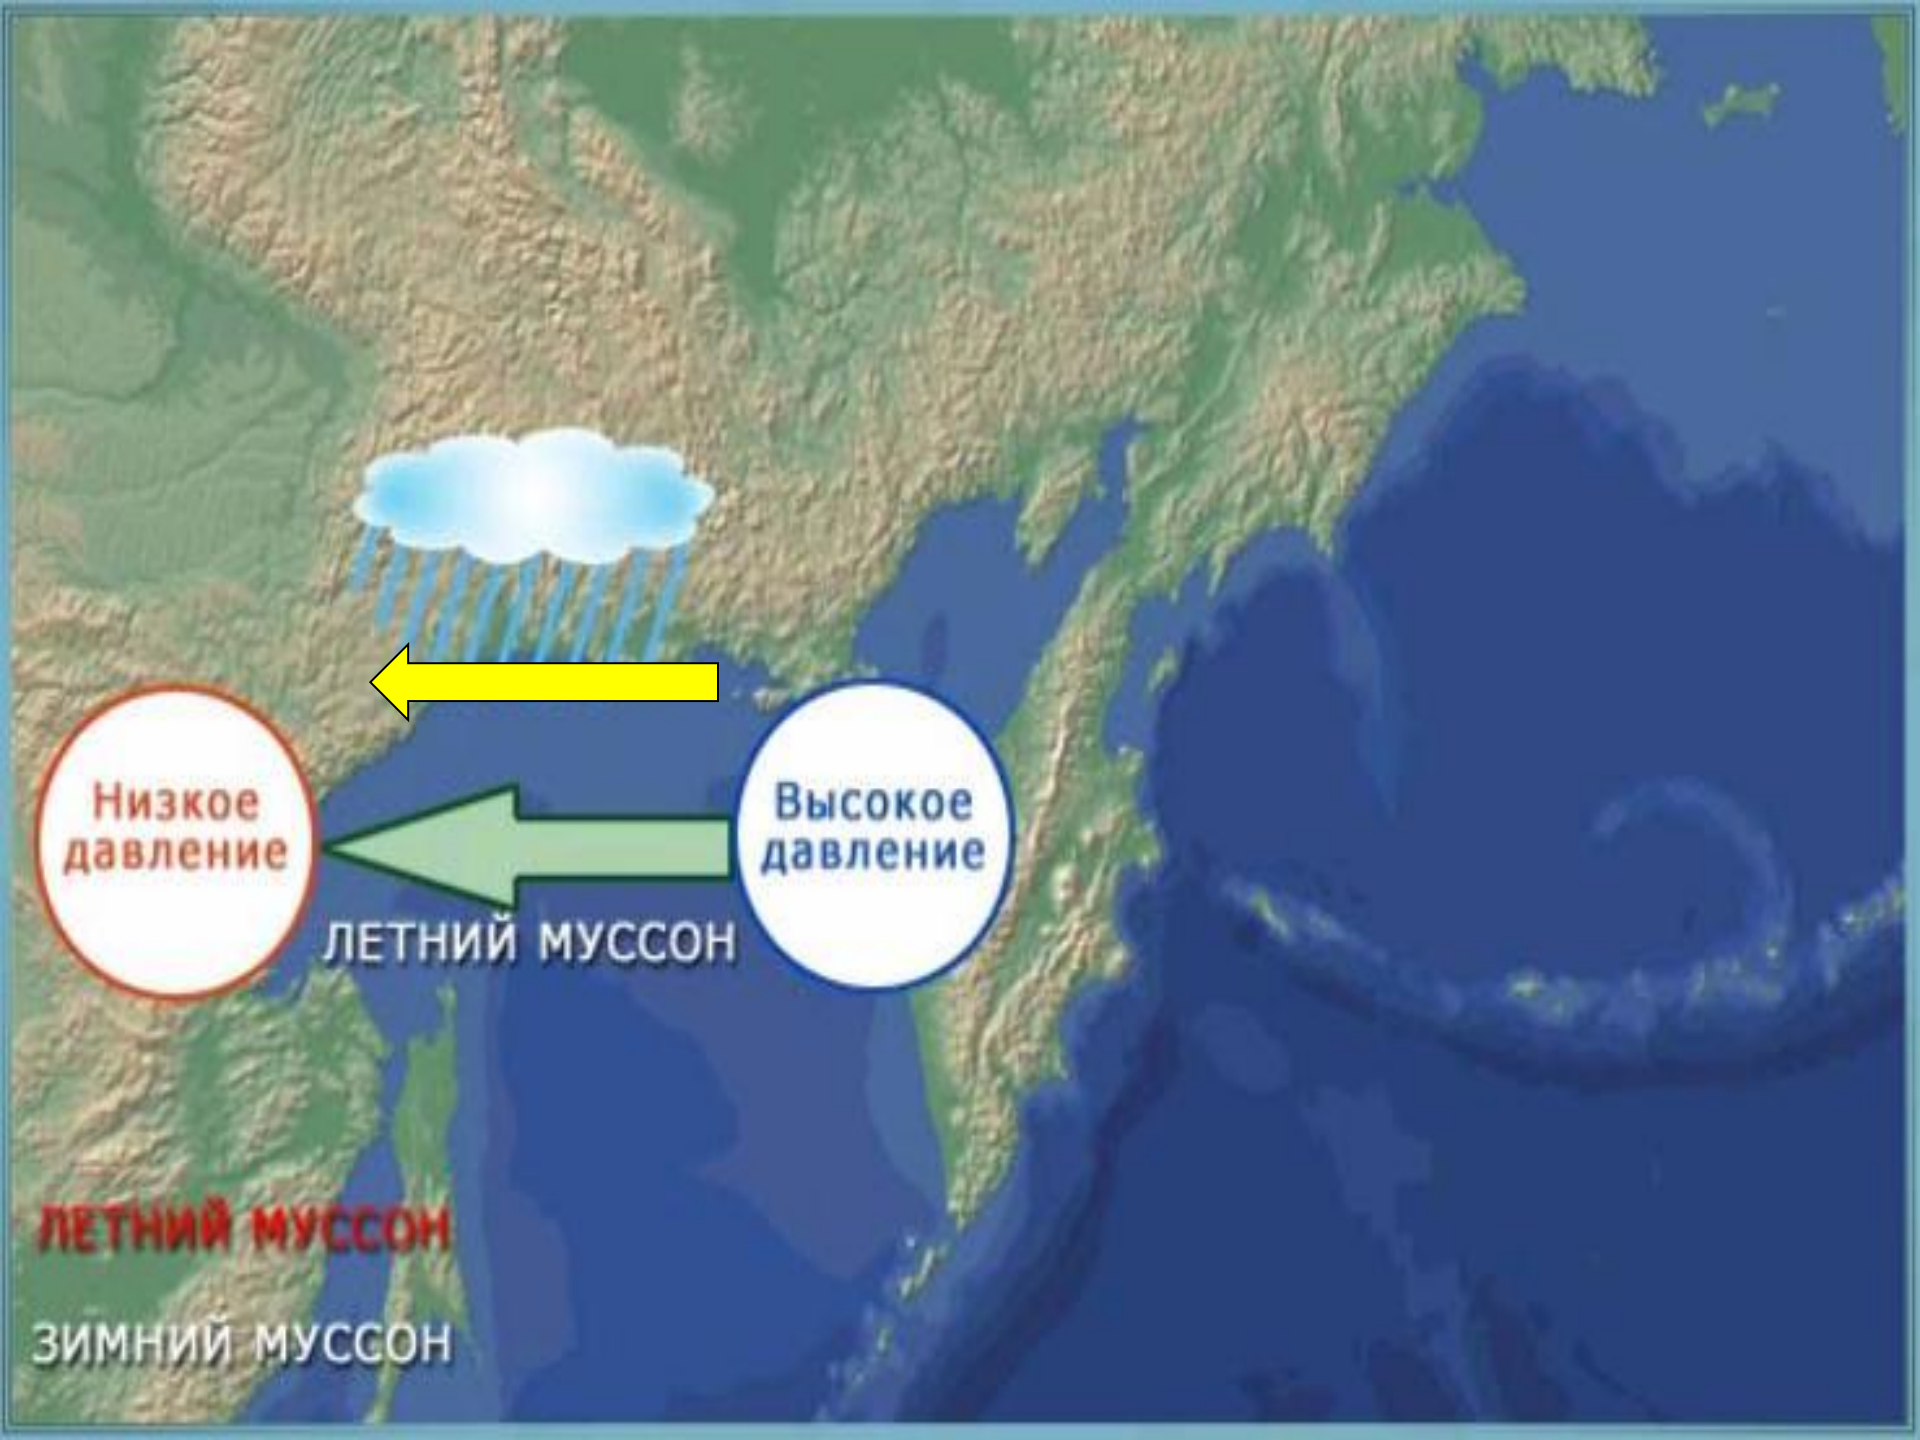 Низкое
давление
Высокое
давление
ЛЕТНИЙ МУССОН
ЛЕТНИЙ МУССОН
ЗИМНИЙ МУССОН